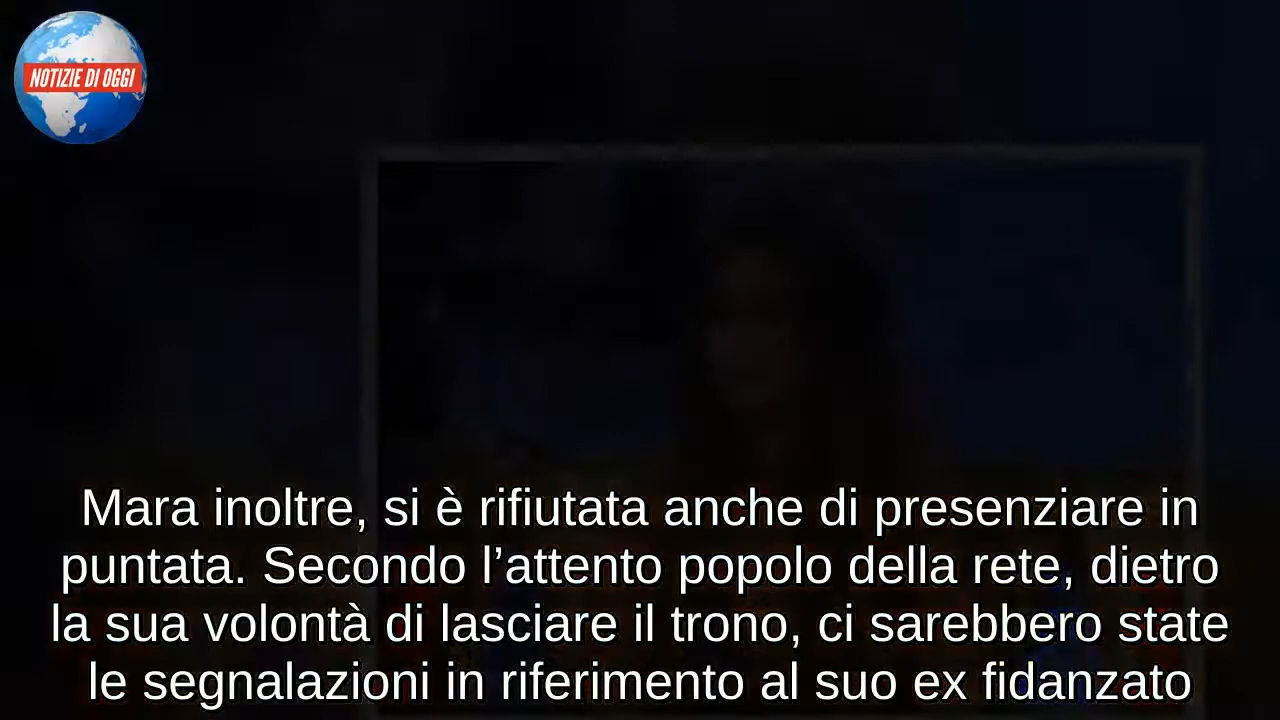 NOTIZIE DI OGGI
Mara inoltre, si è rifiutata anche di presenziare in
puntata. Secondo l’attento popolo della rete, dietro
la sua volontà di lasciare il trono, ci sarebbero state
le segnalazioni in riferimento al suo ex fidanzato